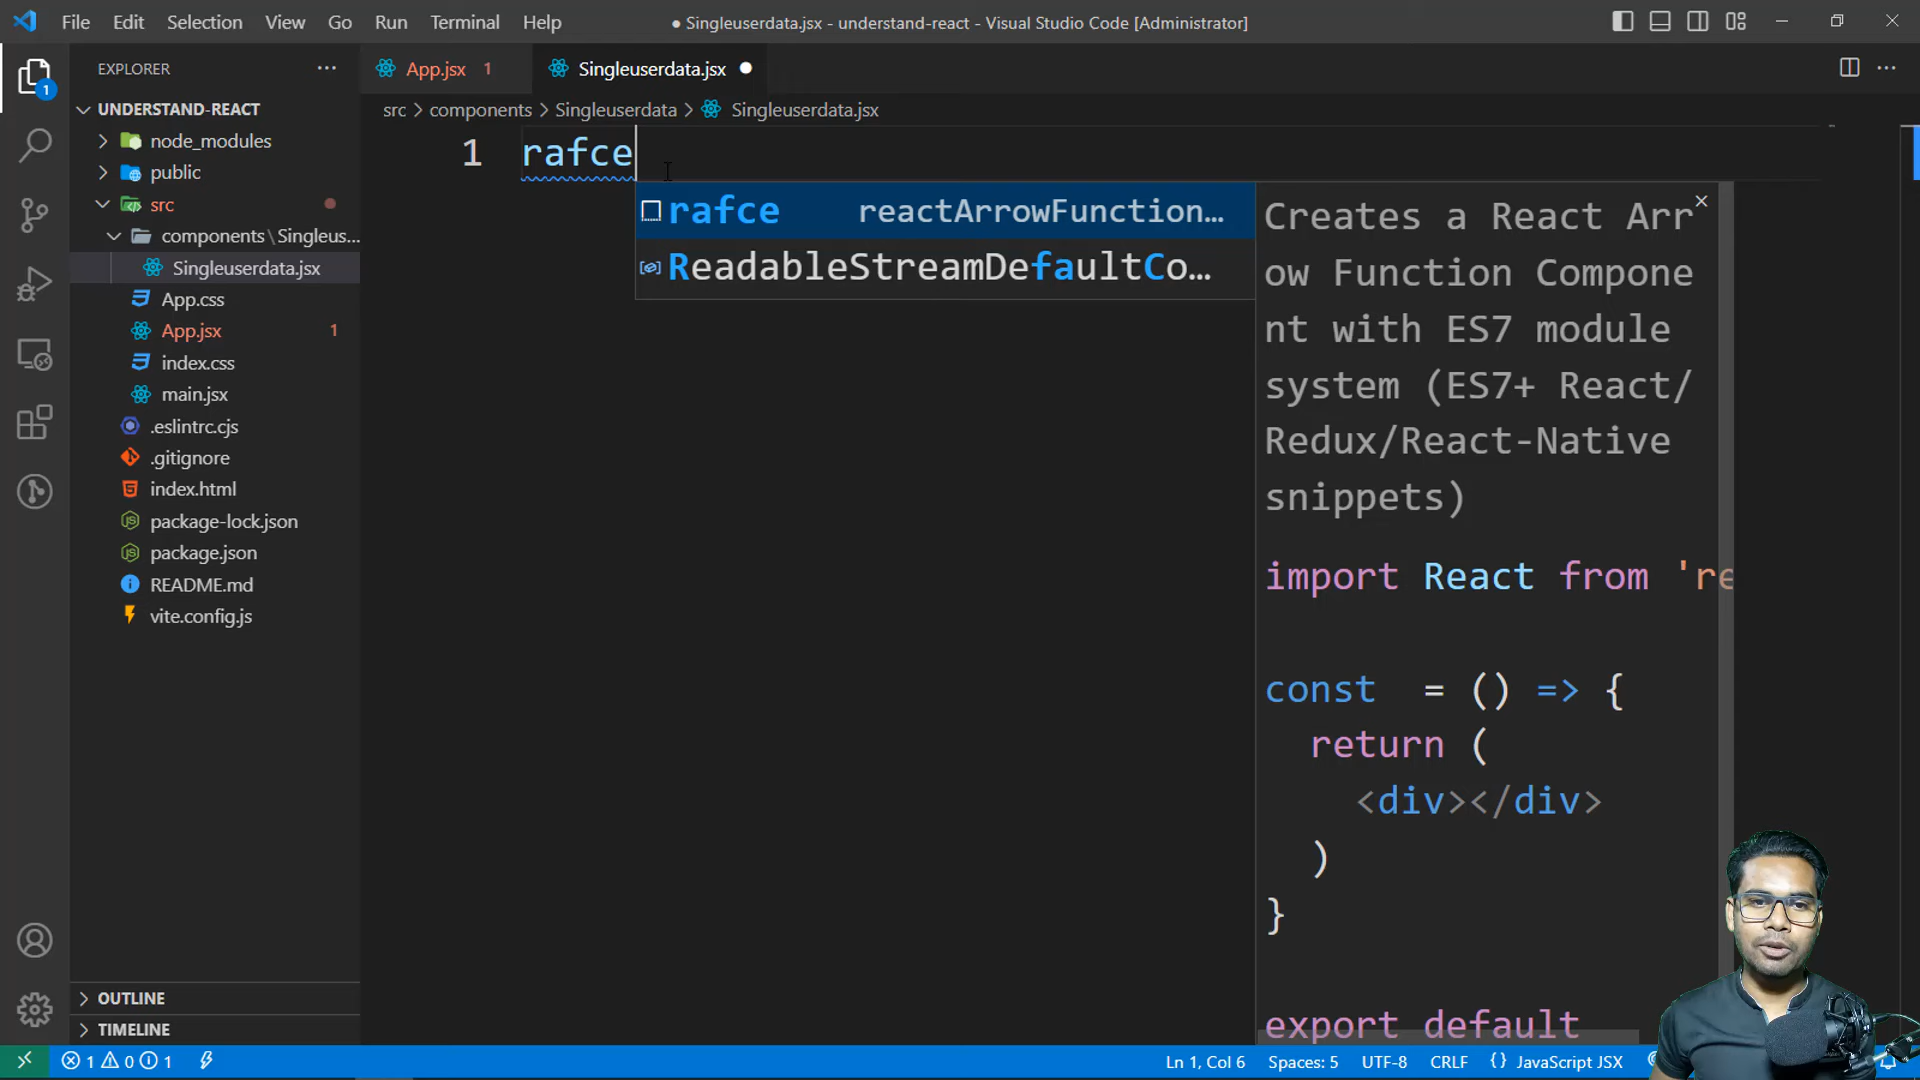 File Edit Selection View Go Run Terminal Help
● Singleuserdata.jsx - understand-react - Visual Studio Code [Administrator]
EXPLORER
App.jsx 1
Singleuserdata.jsx
src > components > Singleuserdata > Singleuserdata.jsx
UNDERSTAND-REACT
node_modules
public
src
components\Singleus...
Singleuserdata.jsx
App.css
App.jsx 1
index.css
main.jsx
.eslintrc.cjs
.gitignore
index.html
package-lock.json
package.json
README.md
vite.config.js
OUTLINE
TIMELINE
1
1 rafce
rafce reactArrowFunction...
ReadableStreamDefaultCo...
Creates a React Arr
ow Function Compone
nt with ES7 module
system (ES7+ React/
Redux/React-Native
snippets)
import React from 're
const = () => {
return (
<div></div>
)
}
export default
1 0 1
Ln 1, Col 6 Spaces: 5 UTF-8 CRLF {} JavaScript JSX